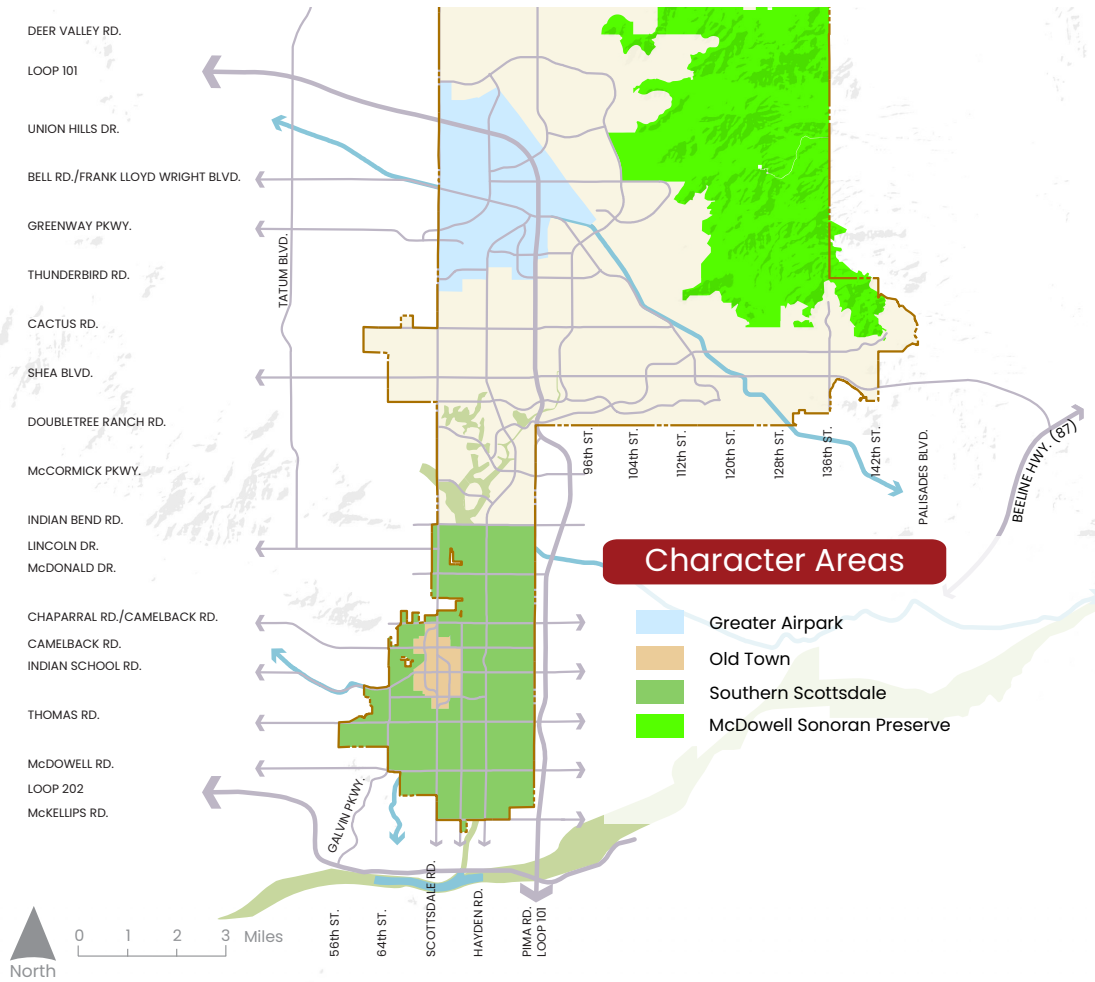 DEER VALLEY RD.
LOOP 101
UNION HILLS DR.
BELL RD./FRANK LLOYD WRIGHT BLVD.
GREENWAY PKWY.
TATUM BLVD.
THUNDERBIRD RD.
CACTUS RD.
SHEA BLVD.
DOUBLETREE RANCH RD.
96th ST.
104th ST.
112th ST.
120th ST.
128th ST.
136th ST.
142th ST.
PALISADES BLVD.
BEELINE HWY. (87)
McCORMICK PKWY.
INDIAN BEND RD.
LINCOLN DR.
McDONALD DR.
Character Areas
CHAPARRAL RD./CAMELBACK RD.
Greater Airpark
CAMELBACK RD.
Old Town
INDIAN SCHOOL RD.
Southern Scottsdale
THOMAS RD.
McDowell Sonoran Preserve
McDOWELL RD.
LOOP 202
McKELLIPS RD.
GALVIN PKWY.
56th ST.
64th ST.
SCOTTSDALE RD.
HAYDEN RD.
PIMA RD.
LOOP 101
0 1 2 3 Miles
North